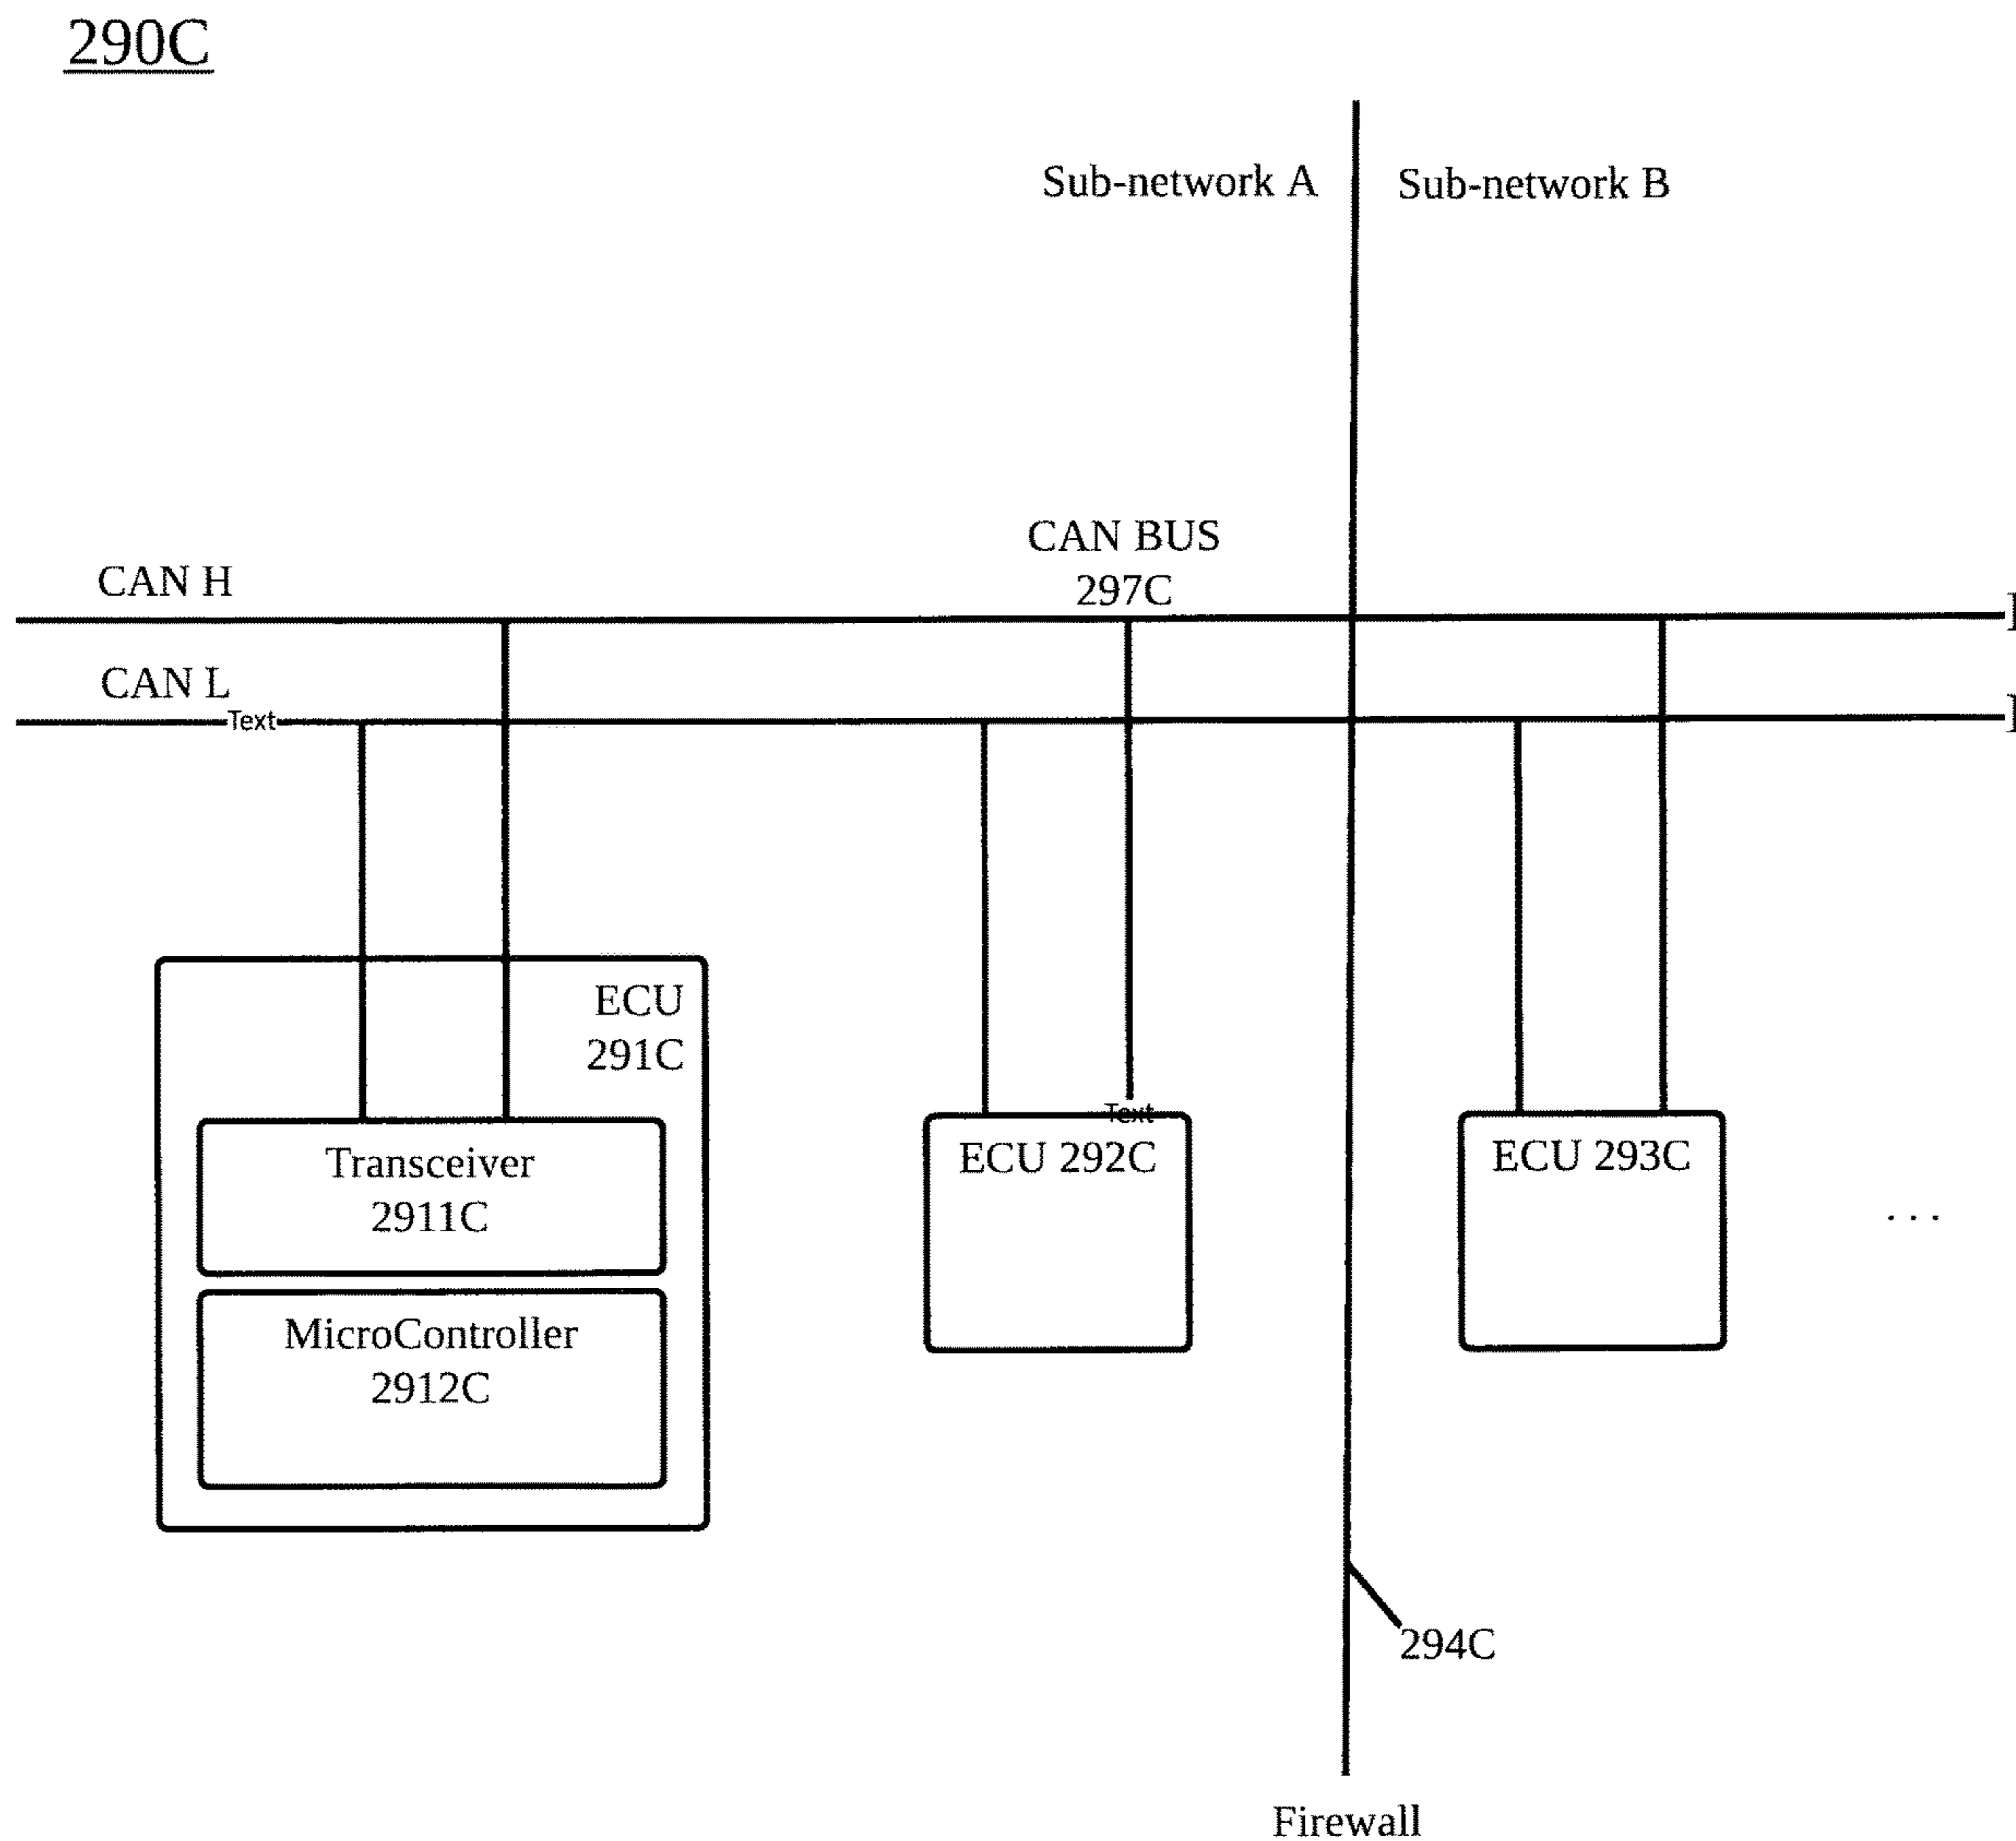 290C
Sub-network A
Sub-network B
CAN BUS
297C
CAN H
CAN L
Text
ECU
291C
Transceiver
2911C
MicroController
2912C
Text
ECU 292C
ECU 293C
. . .
294C
Firewall